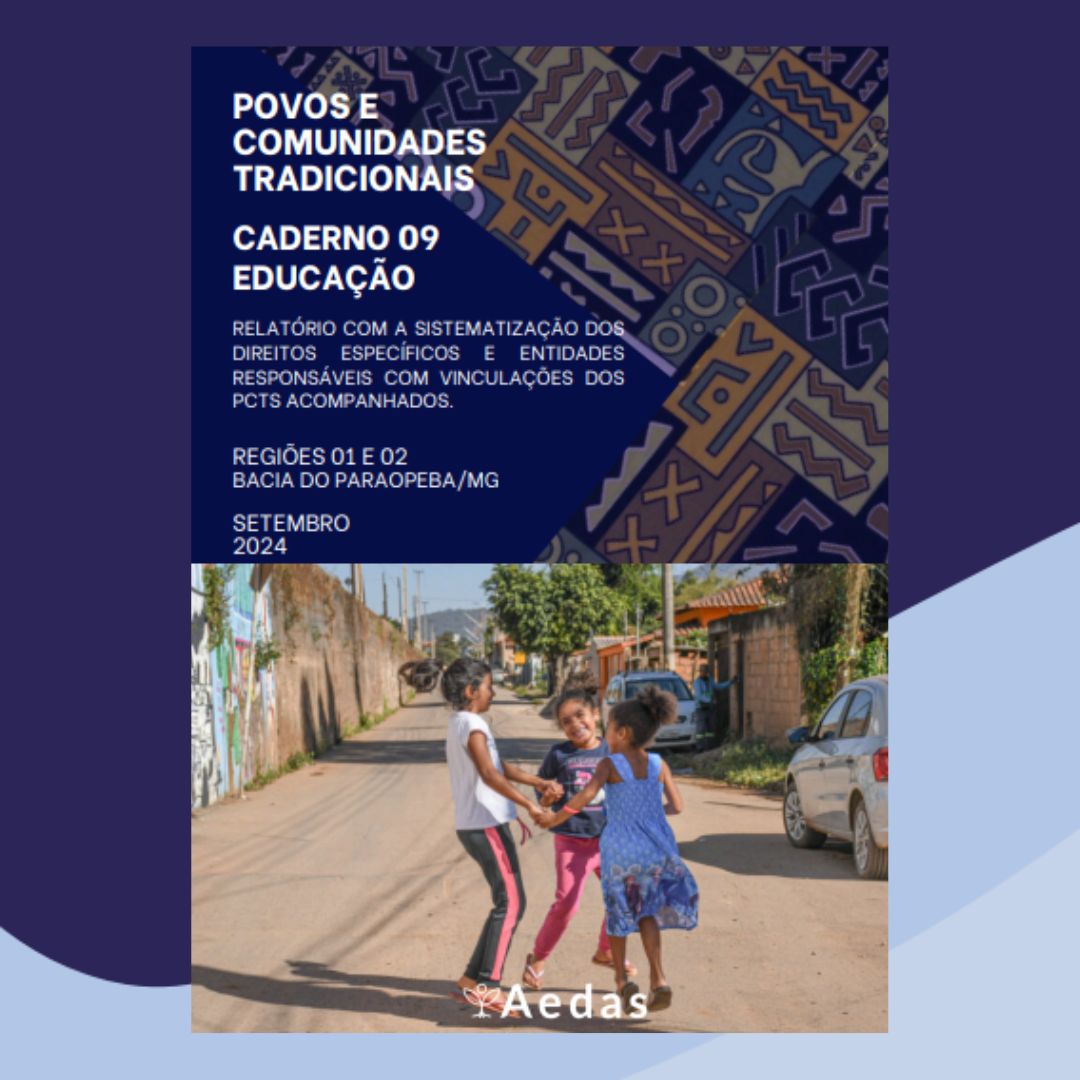 POVOS E
COMUNIDADES
TRADICIONAIS
CADERNO 09
EDUCAÇÃO
RELATÓRIO COM A SISTEMATIZAÇÃO DOS
DIREITOS ESPECÍFICOS E ENTIDADES
RESPONSÁVEIS COM VINCULAÇÕES DOS
PCTS ACOMPANHADOS.
REGIÕES 01 E 02
BACIA DO PARAOPEBA/MG
SETEMBRO
2024
Aedas